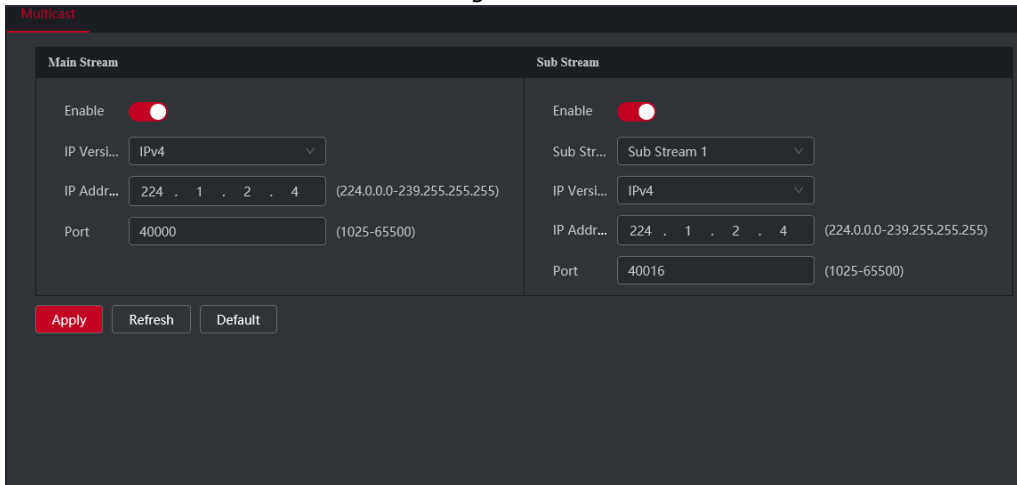 Multicast
Main Stream
Enable
IP Versi... IPv4
IP Addr... 224 . 1 . 2 . 4 (224.0.0.0-239.255.255.255)
Port 40000 (1025-65500)
Sub Stream
Enable
Sub Str... Sub Stream 1
IP Versi... IPv4
IP Addr... 224 . 1 . 2 . 4 (224.0.0.0-239.255.255.255)
Port 40016 (1025-65500)
Apply Refresh Default